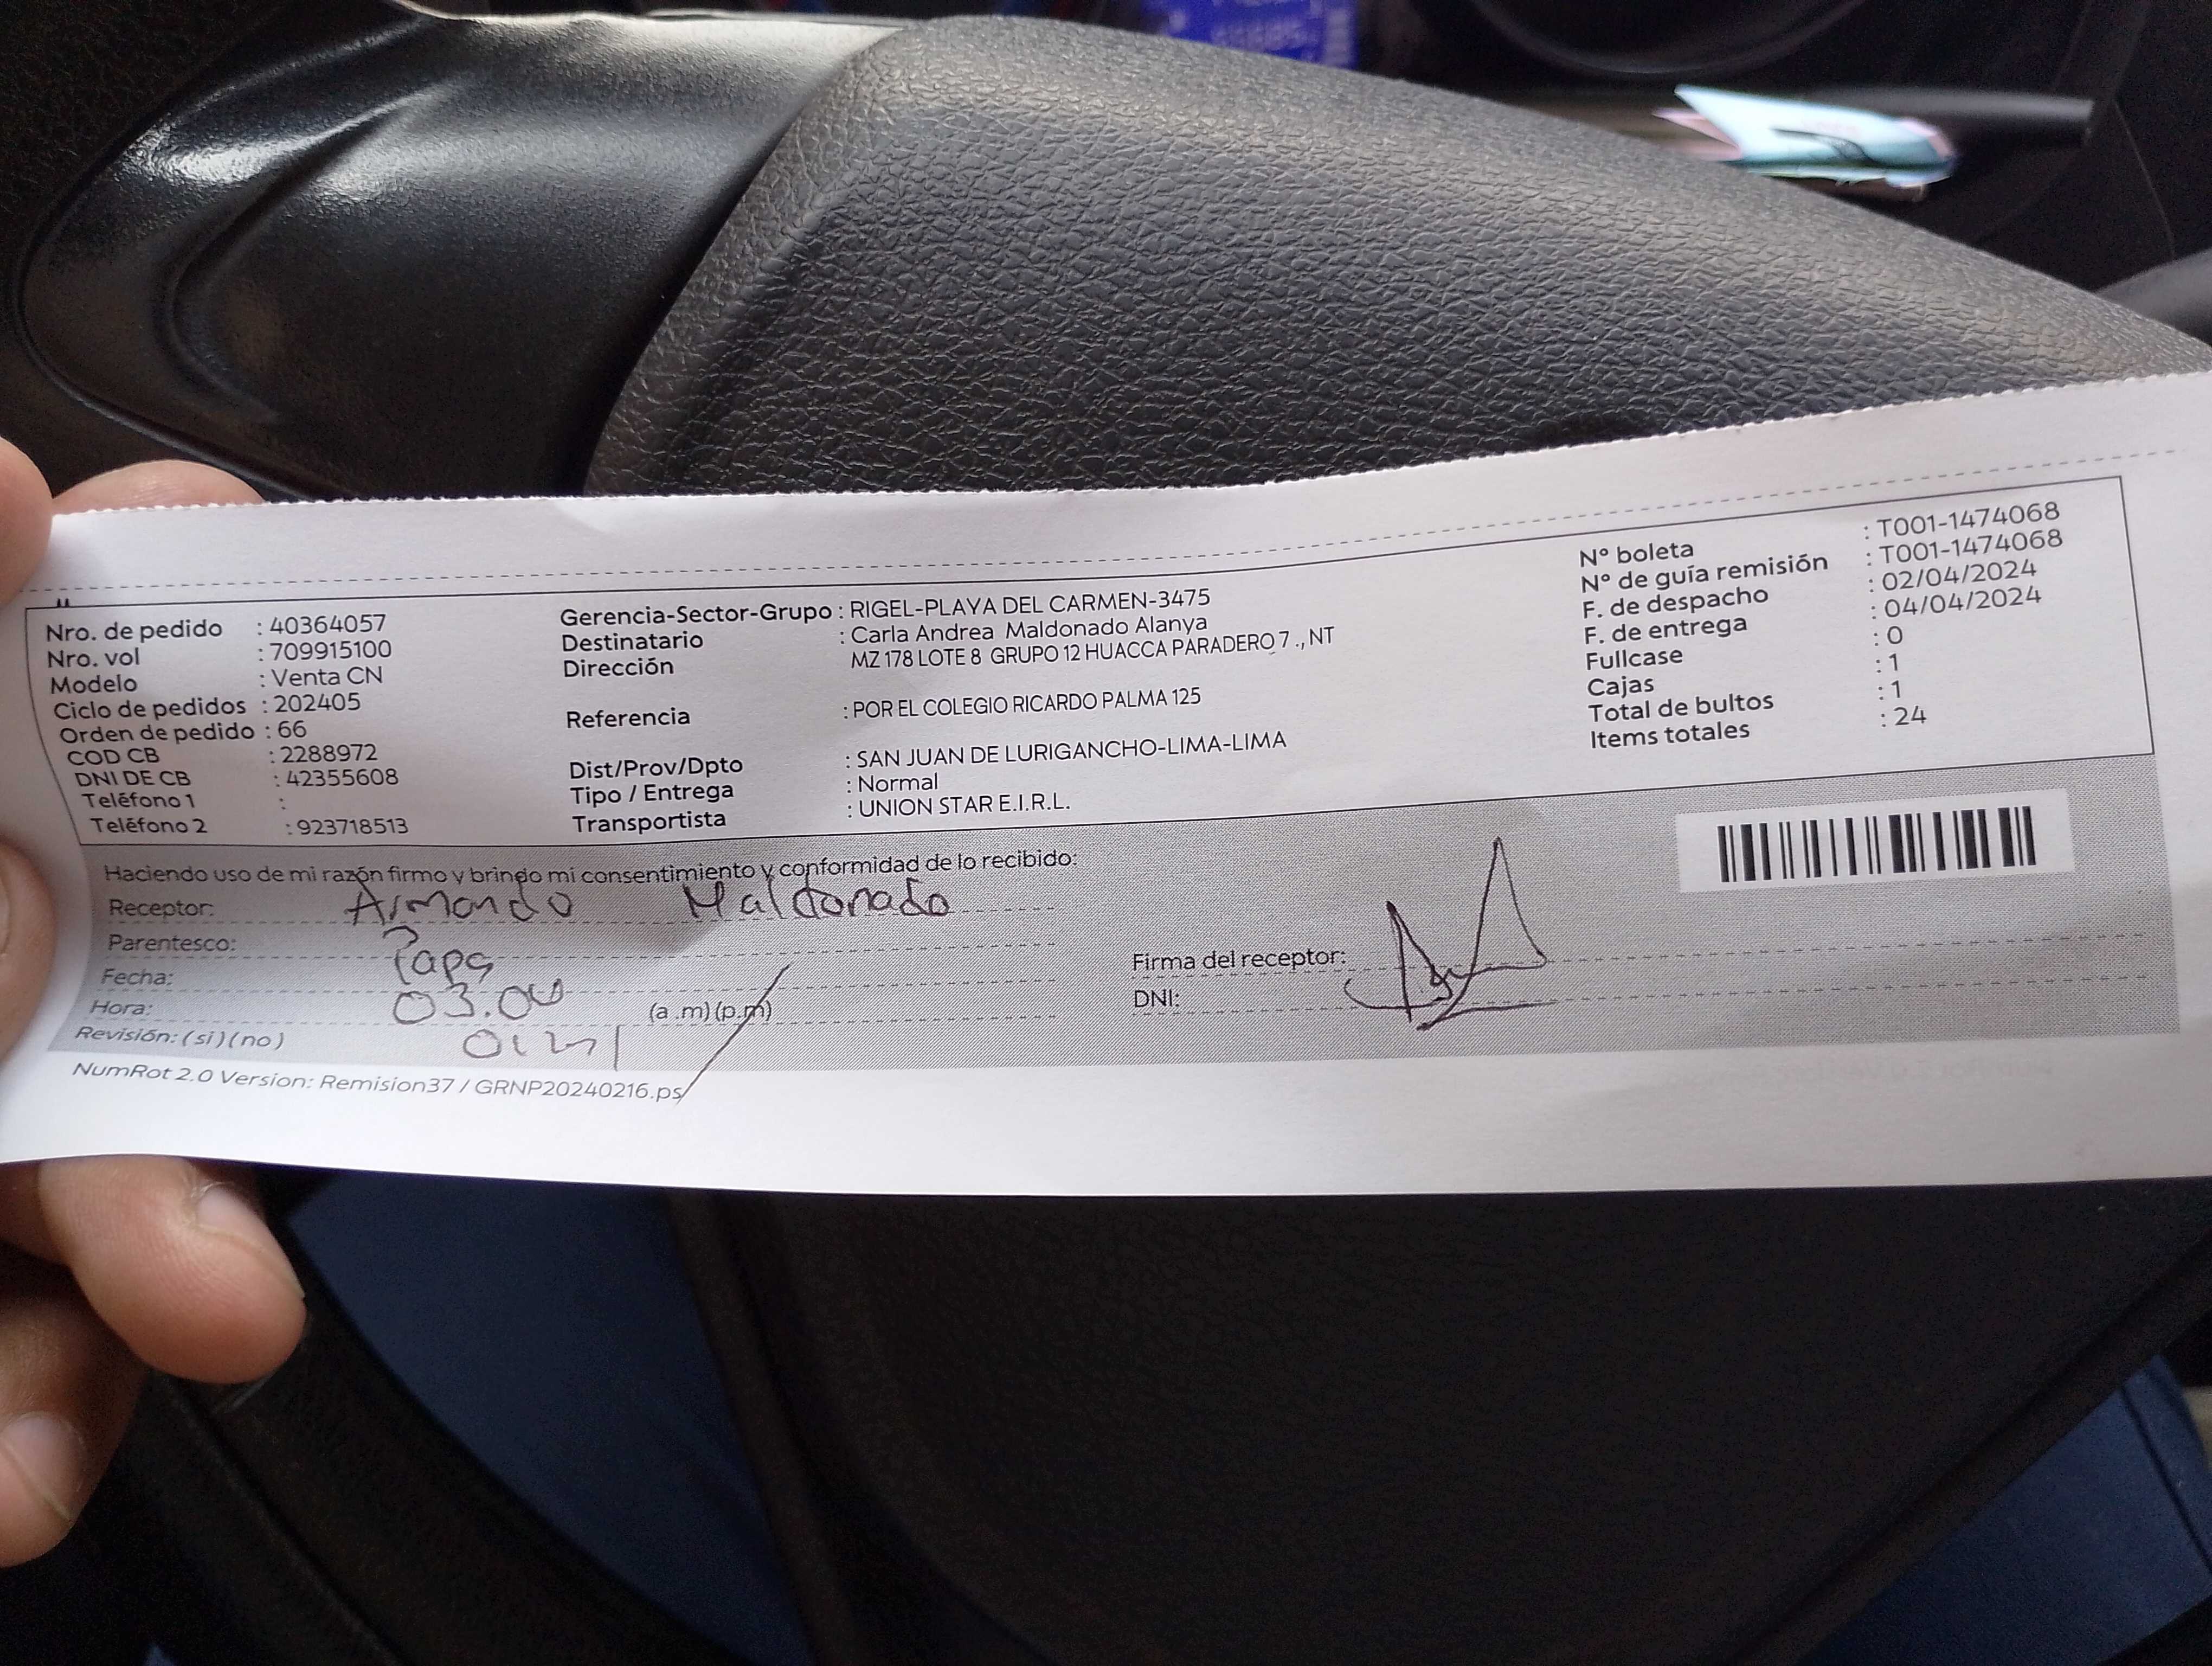 Nro. de pedido : 40364057
Nro. vol : 709915100
Modelo : Venta CN
Ciclo de pedidos : 202405
Orden de pedido : 66
COD CB : 2288972
DNI DE CB : 42355608
Teléfono 1 :
Teléfono 2 : 923718513
Gerencia-Sector-Grupo : RIGEL-PLAYA DEL CARMEN-3475
Destinatario : Carla Andrea Maldonado Alanya
Dirección MZ 178 LOTE 8 GRUPO 12 HUACCA PARADERO 7 ., NT
Referencia : POR EL COLEGIO RICARDO PALMA 125
Dist/Prov/Dpto : SAN JUAN DE LURIGANCHO-LIMA-LIMA
Tipo / Entrega : Normal
Transportista : UNION STAR E.I.R.L.
N° boleta : T001-1474068
N° de guía remisión : T001-1474068
F. de despacho : 02/04/2024
F. de entrega : 04/04/2024
Fullcase : 0
Cajas : 1
Total de bultos : 1
Items totales : 24
Haciendo uso de mi razón firmo y brindo mi consentimiento y conformidad de lo recibido:
Receptor: Armando Maldonado
Parentesco: Papa
Fecha: 03.04
Hora: (a .m) (p.m)
Revisión: ( si ) ( no )
Firma del receptor:
DNI:
NumRot 2.0 Version: Remision37 / GRNP20240216.ps